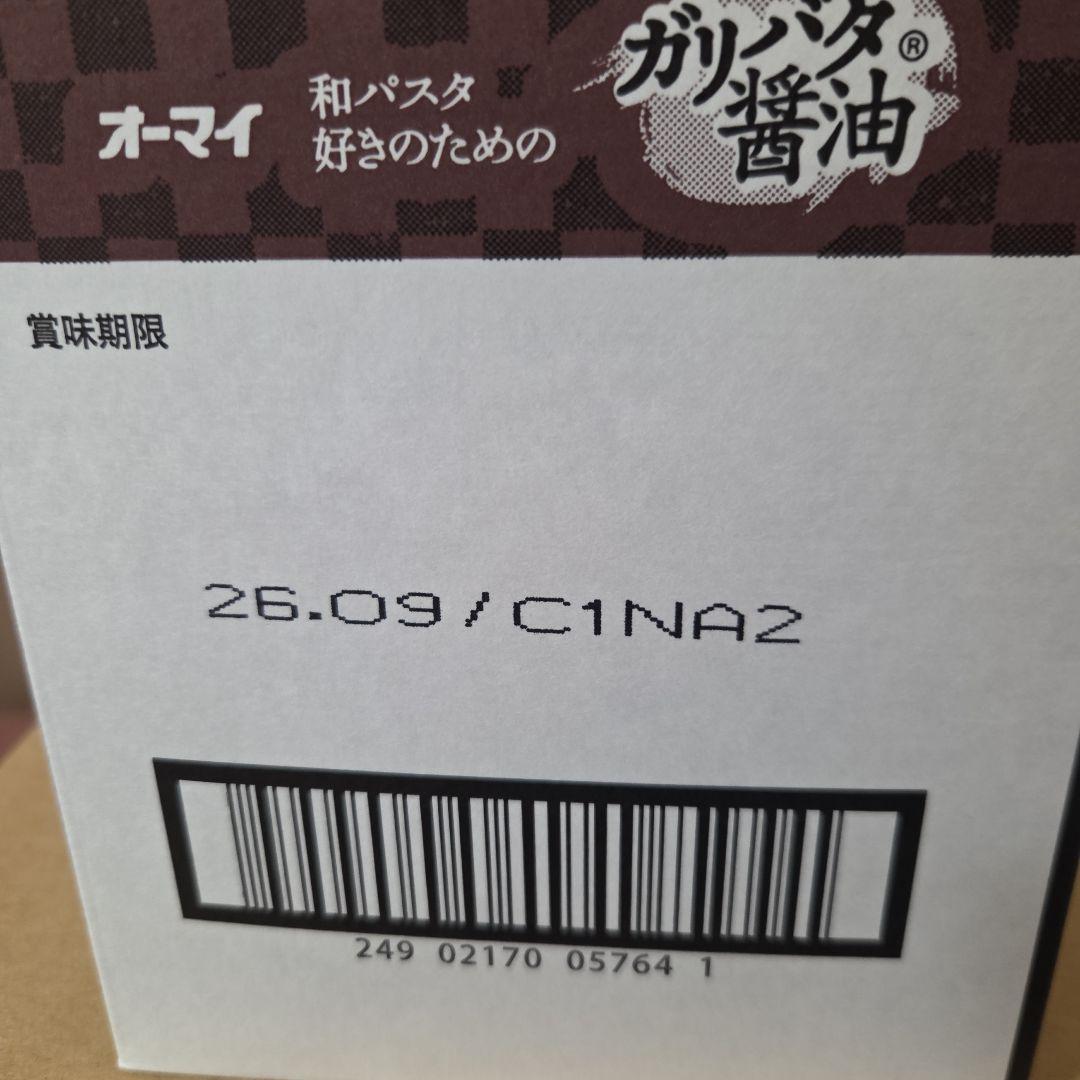 オーマイ
和パスタ
好きのための
ガリバタ®
醤油
賞味期限
26.09/C1NA2
249 02170 05764 1